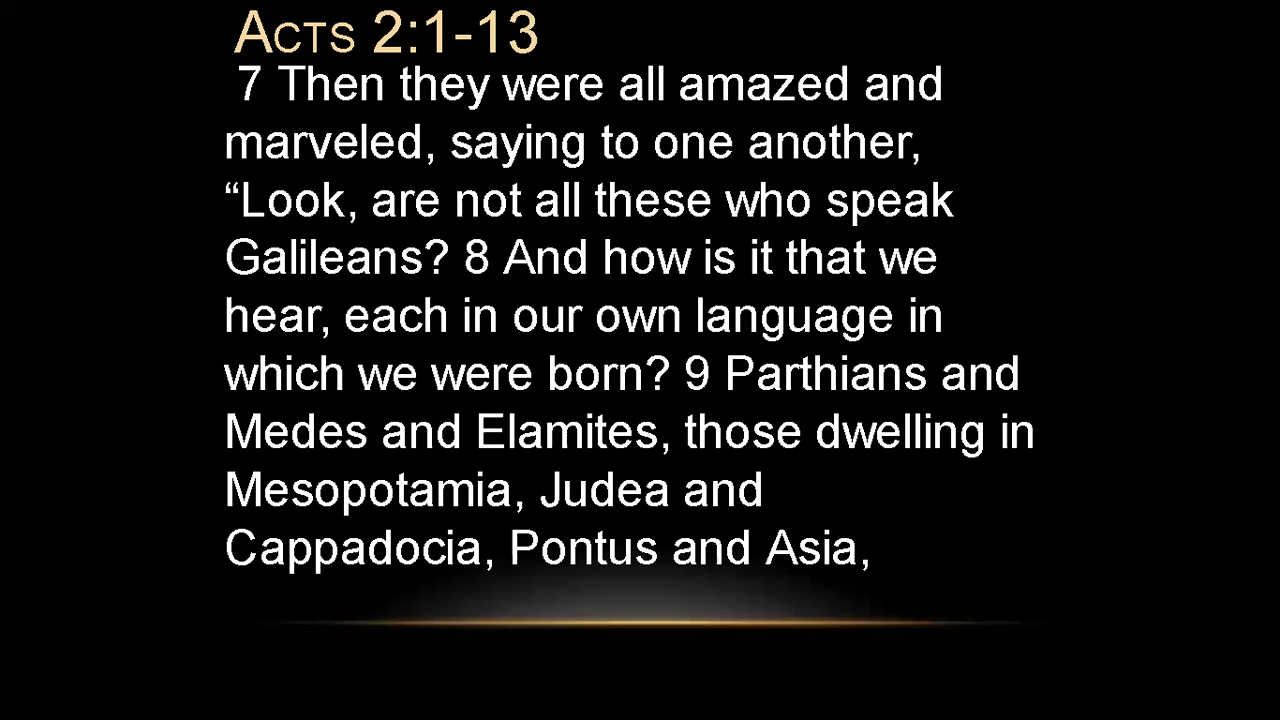 Acts 2:1-13
7 Then they were all amazed and
marveled, saying to one another,
“Look, are not all these who speak
Galileans? 8 And how is it that we
hear, each in our own language in
which we were born? 9 Parthians and
Medes and Elamites, those dwelling in
Mesopotamia, Judea and
Cappadocia, Pontus and Asia,